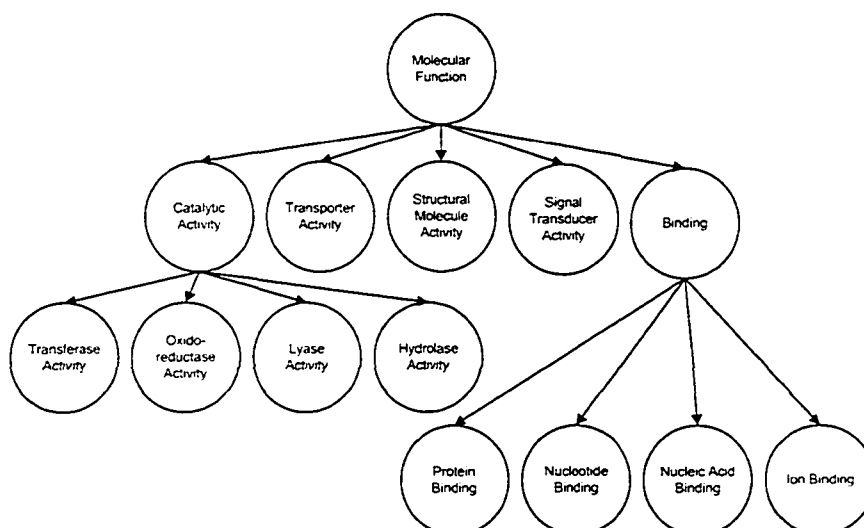 Molecular
Function
Catalytic
Activity
Transporter
Activity
Structural
Molecule
Activity
Signal
Transducer
Activity
Binding
Transferase
Activity
Oxido-
reductase
Activity
Lyase
Activity
Hydrolase
Activity
Protein
Binding
Nucleotide
Binding
Nucleic Acid
Binding
Ion Binding